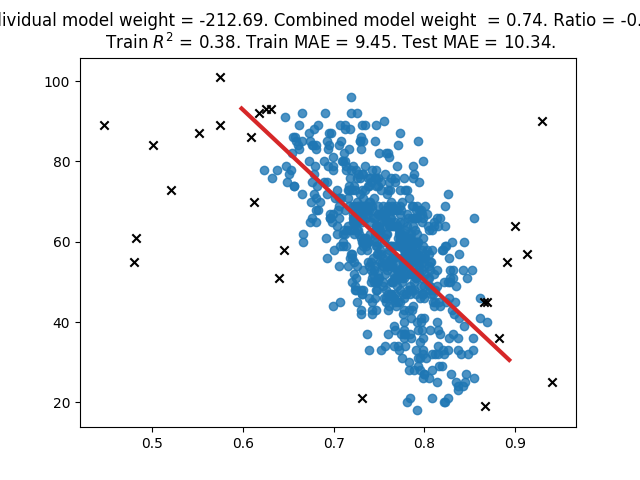 dividual model weight = -212.69. Combined model weight = 0.74. Ratio = -0.
Train R² = 0.38. Train MAE = 9.45. Test MAE = 10.34.
100
80
60
40
20
0.5 0.6 0.7 0.8 0.9